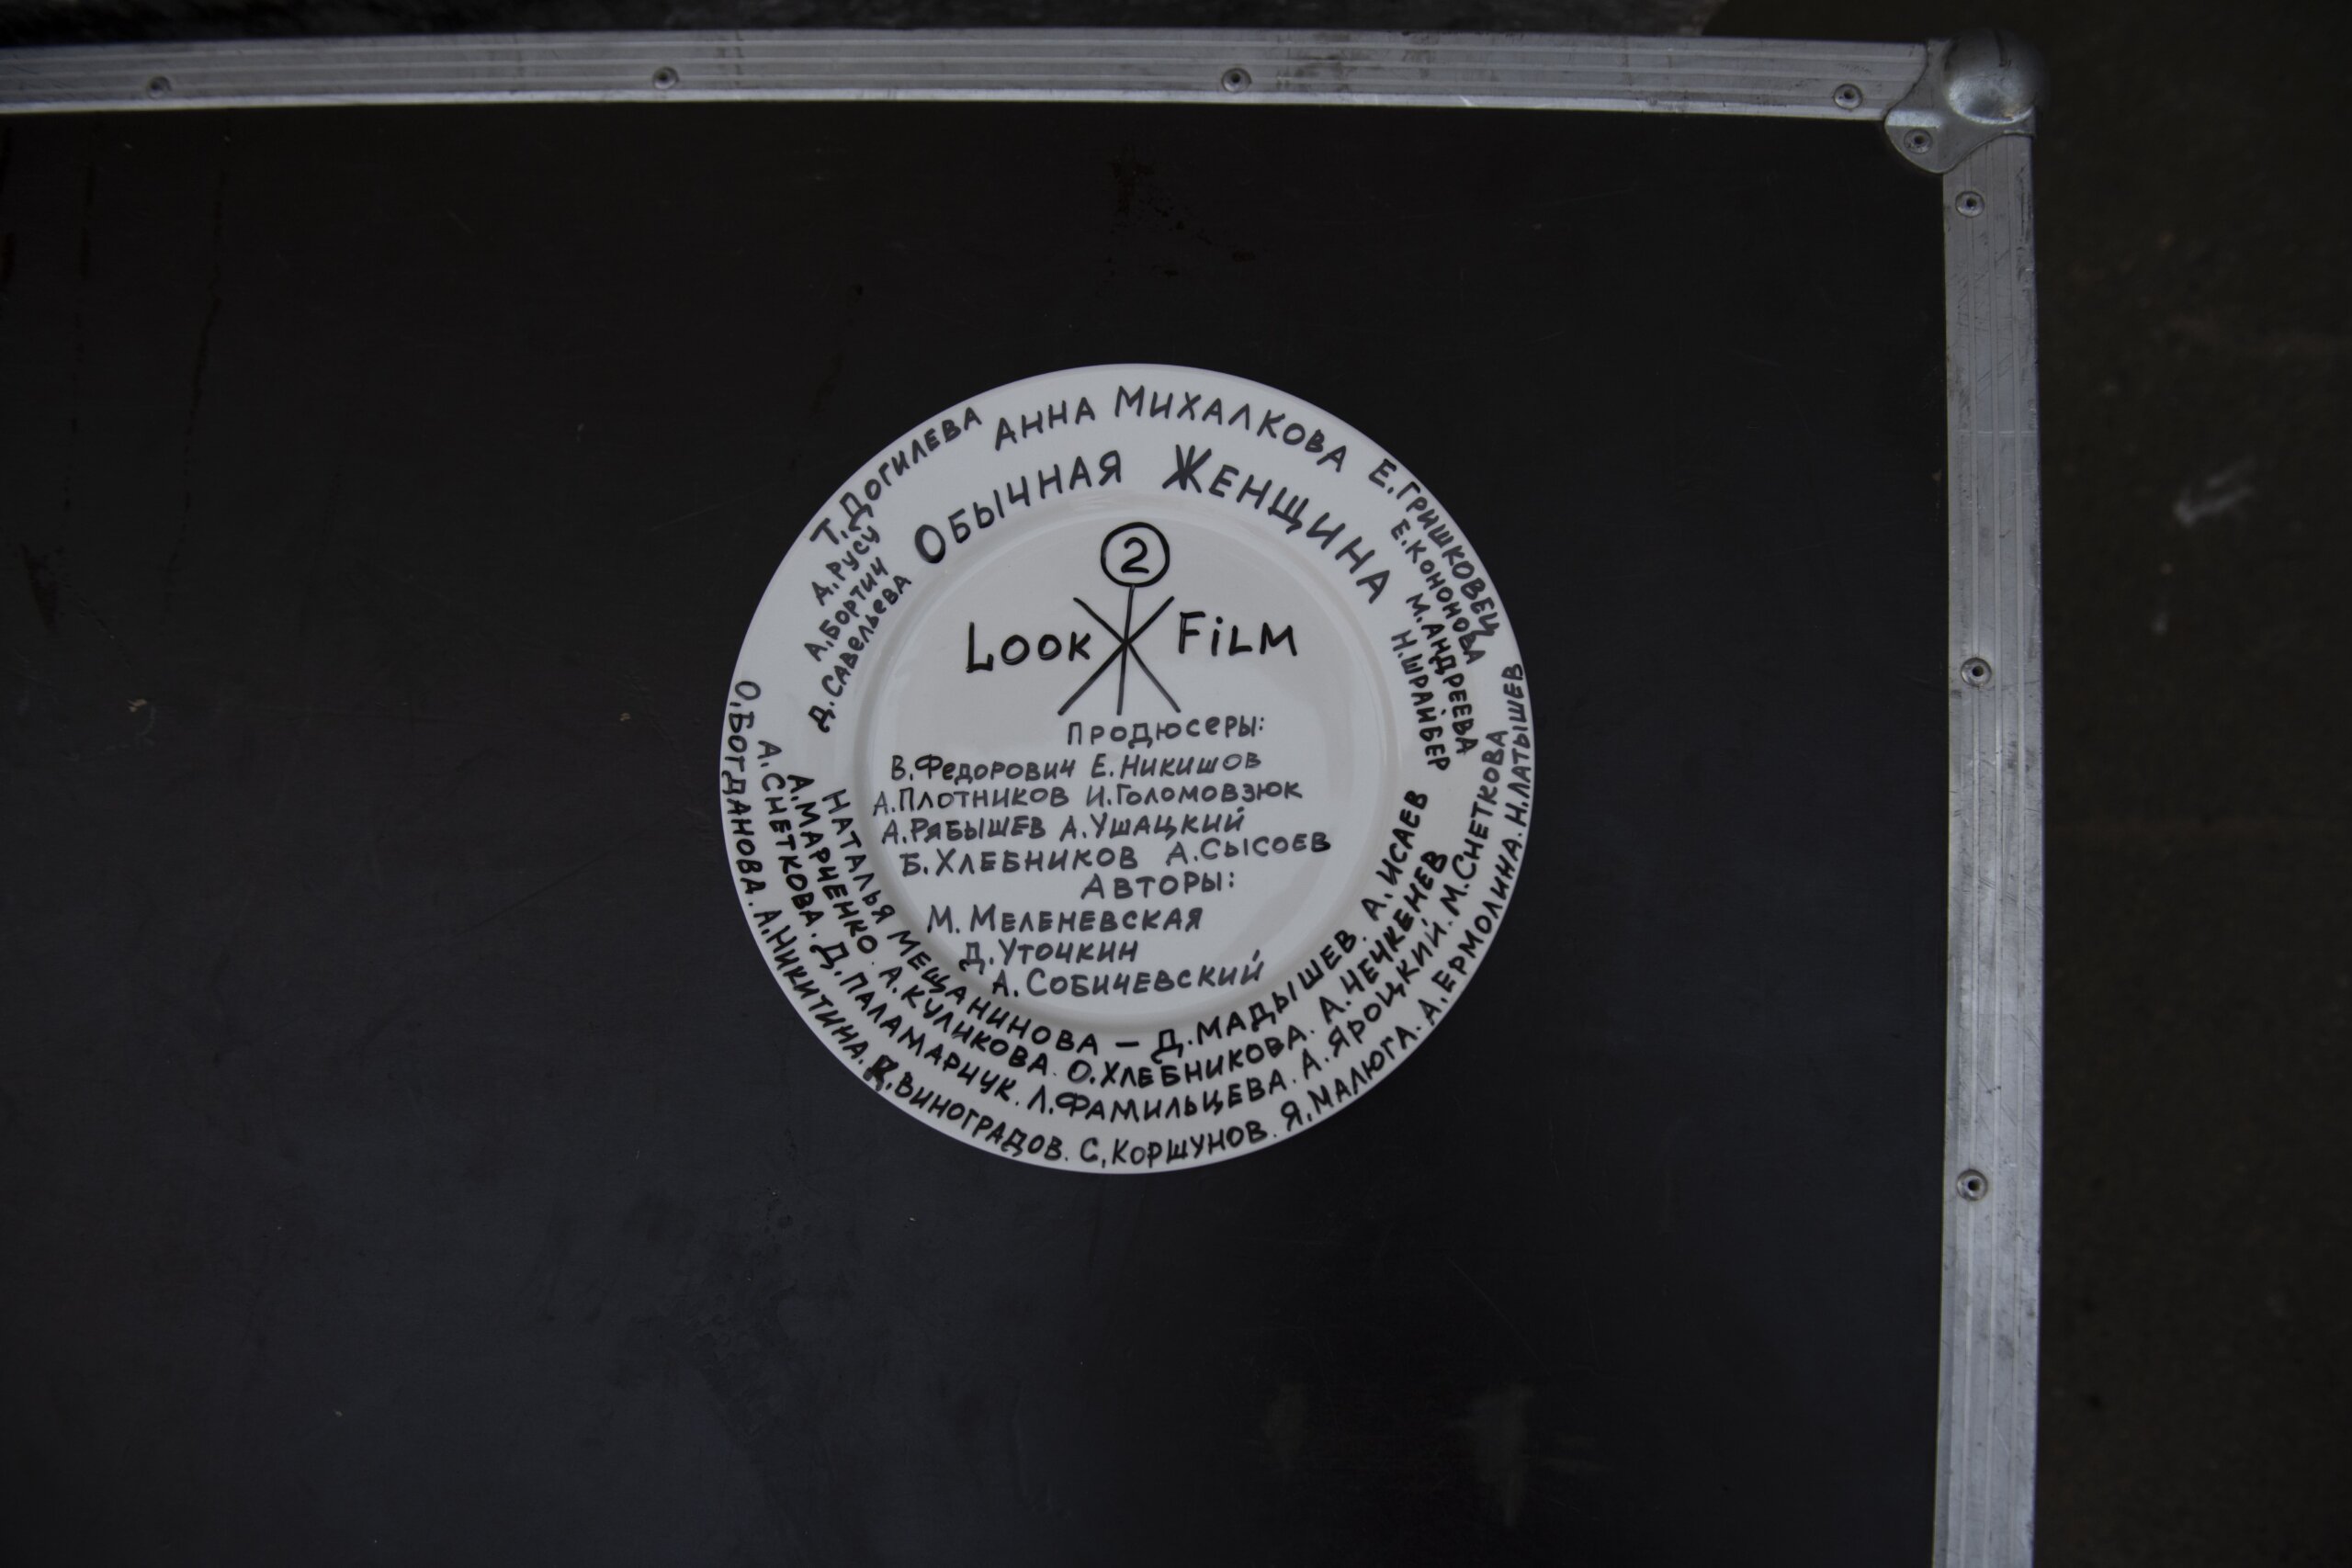 Т. Догилева Анна Михалкова Е. Гришковец
Д. Русу
А. Бортич
Д. Савельева
Обычная Женщина
Е. Кононова
М. Андреева
Н. Шрайбер
2
Look Film
Продюсеры:
В. Федорович Е. Никишов
А. Плотников И. Голомовзюк
А. Рябышев А. Ушацкий
Б. Хлебников А. Сысоев
Авторы:
М. Меленевская
Д. Уточкин
А. Собичевский
Наталья Мещанинова – Д. Мадышев. А. Исаев
А. Марченко. А. Куликова. О. Хлебникова. А. Чечкенев
А. Снеткова. Д. Паламарчук. Л. Фамильцева. А. Яроцкий. М. Снеткова
О. Богданова. А. Никитина. Виноградов. С. Коршунов. Я. Малюга. А. Ермолина. Н. Латышев